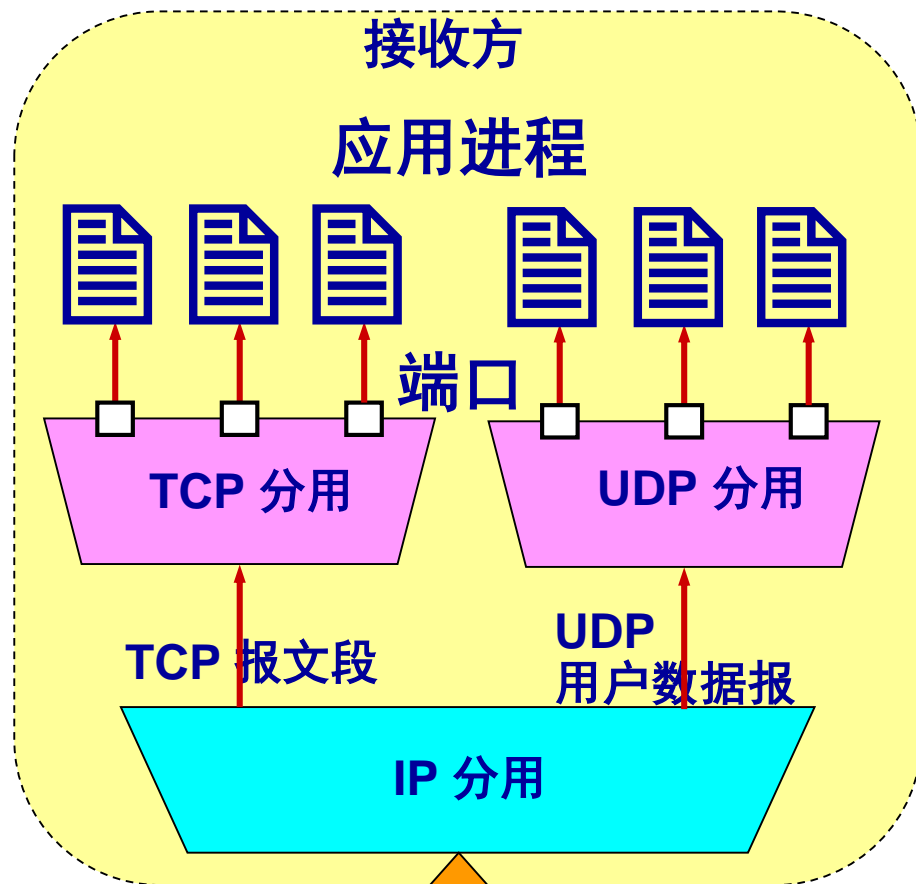 接收方
应用进程
端口
TCP 分用
UDP 分用
TCP 报文段
UDP
用户数据报
IP 分用